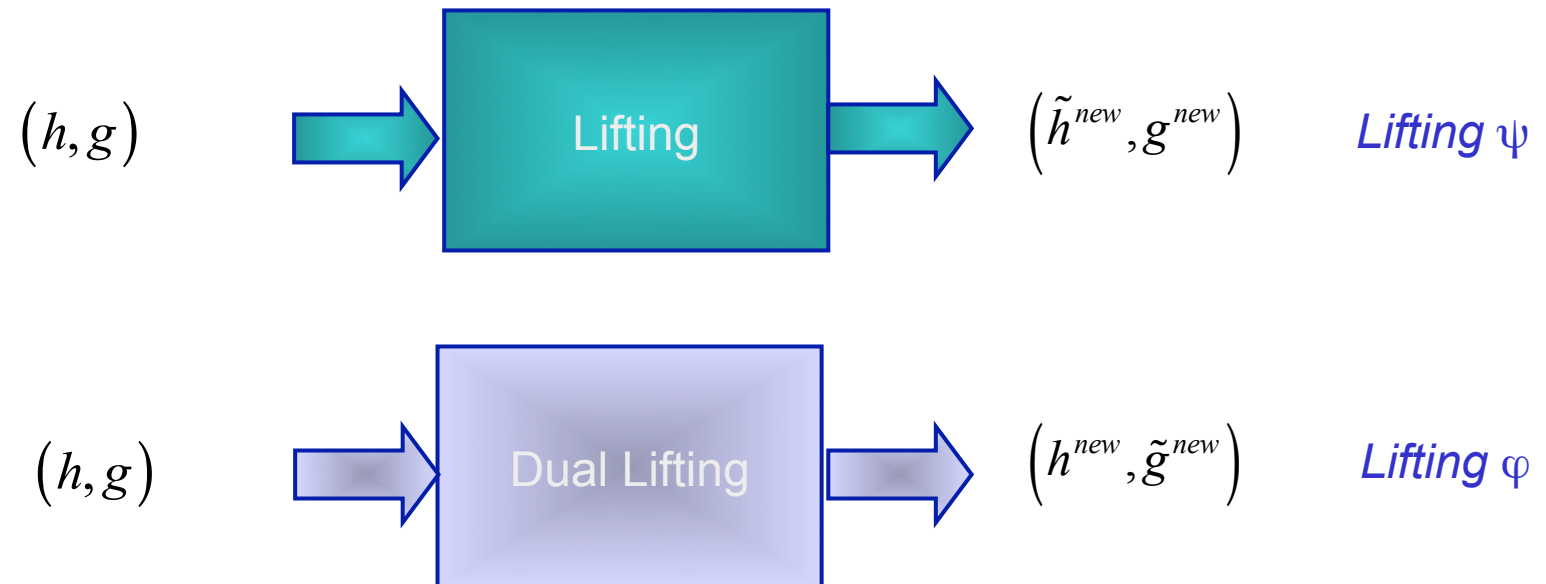 (h, g) Lifting (h̃^new, g^new) Lifting ψ
(h, g) Dual Lifting (h^new, g̃^new) Lifting φ